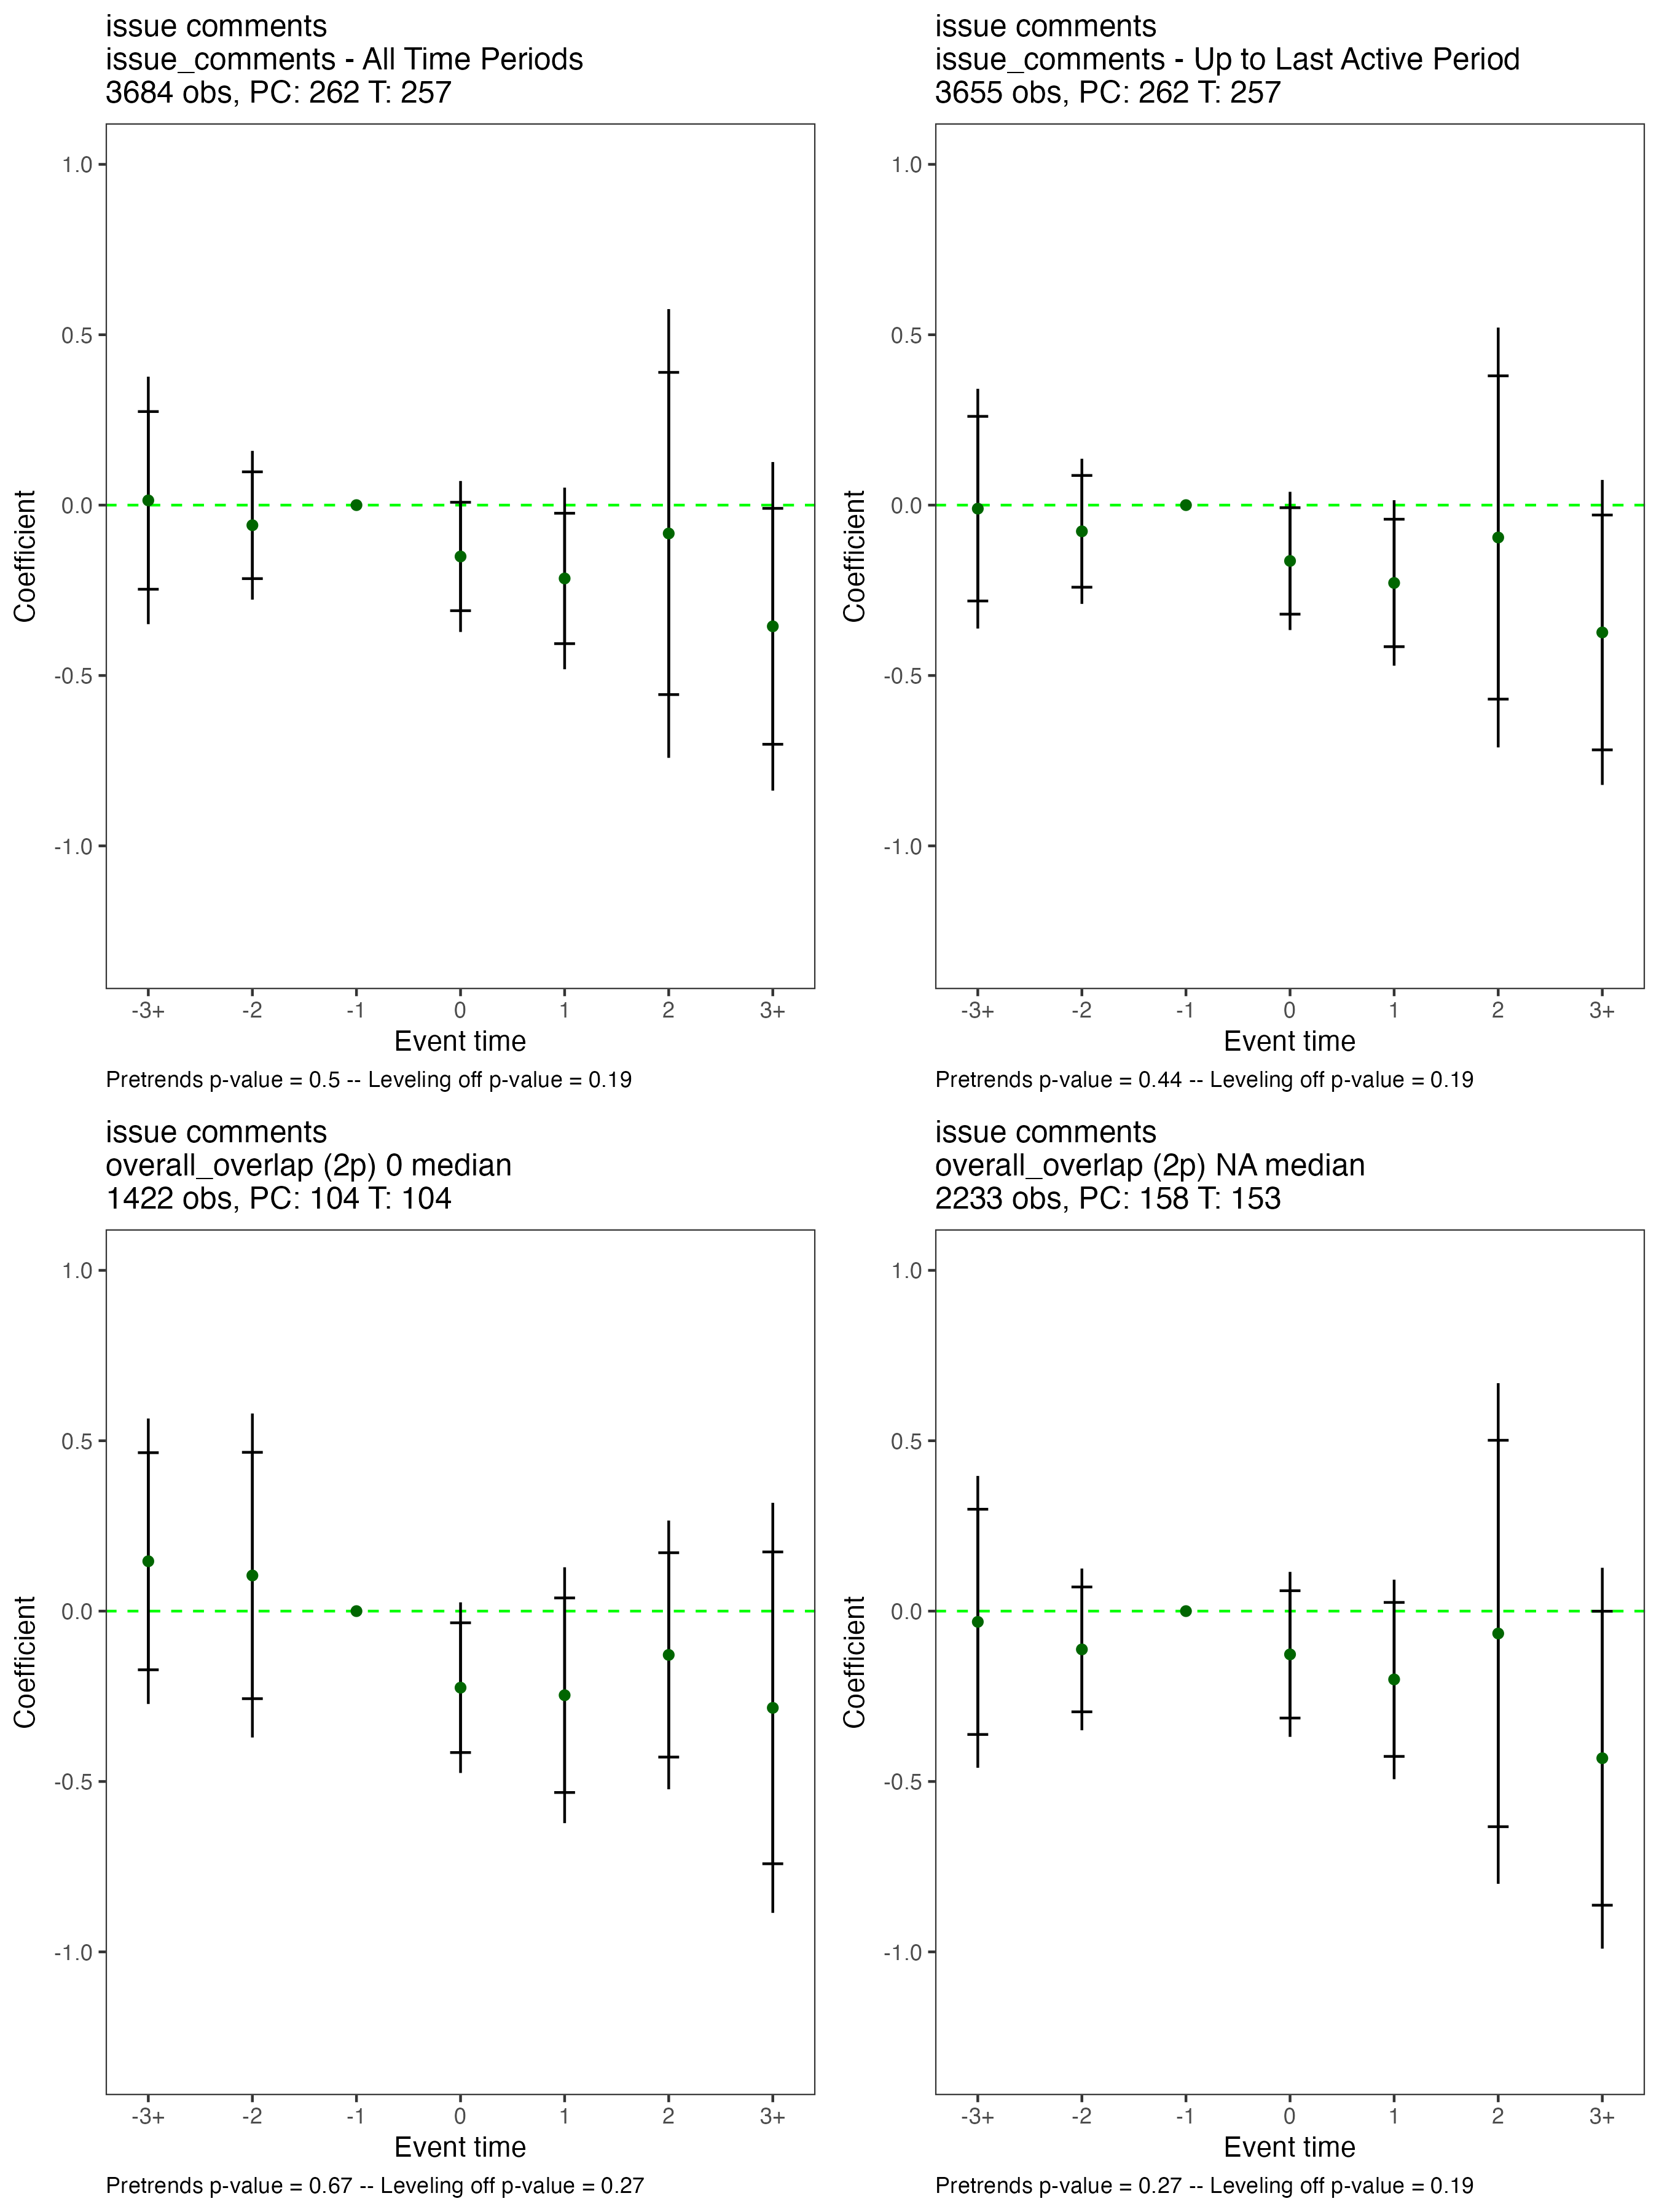 issue comments
issue_comments - All Time Periods
3684 obs, PC: 262 T: 257
1.0
0.5
0.0
-0.5
-1.0
Coefficient
-3+ -2 -1 0 1 2 3+
Event time
Pretrends p-value = 0.5 -- Leveling off p-value = 0.19
issue comments
issue_comments - Up to Last Active Period
3655 obs, PC: 262 T: 257
1.0
0.5
0.0
-0.5
-1.0
Coefficient
-3+ -2 -1 0 1 2 3+
Event time
Pretrends p-value = 0.44 -- Leveling off p-value = 0.19
issue comments
overall_overlap (2p) 0 median
1422 obs, PC: 104 T: 104
1.0
0.5
0.0
-0.5
-1.0
Coefficient
-3+ -2 -1 0 1 2 3+
Event time
Pretrends p-value = 0.67 -- Leveling off p-value = 0.27
issue comments
overall_overlap (2p) NA median
2233 obs, PC: 158 T: 153
1.0
0.5
0.0
-0.5
-1.0
Coefficient
-3+ -2 -1 0 1 2 3+
Event time
Pretrends p-value = 0.27 -- Leveling off p-value = 0.19